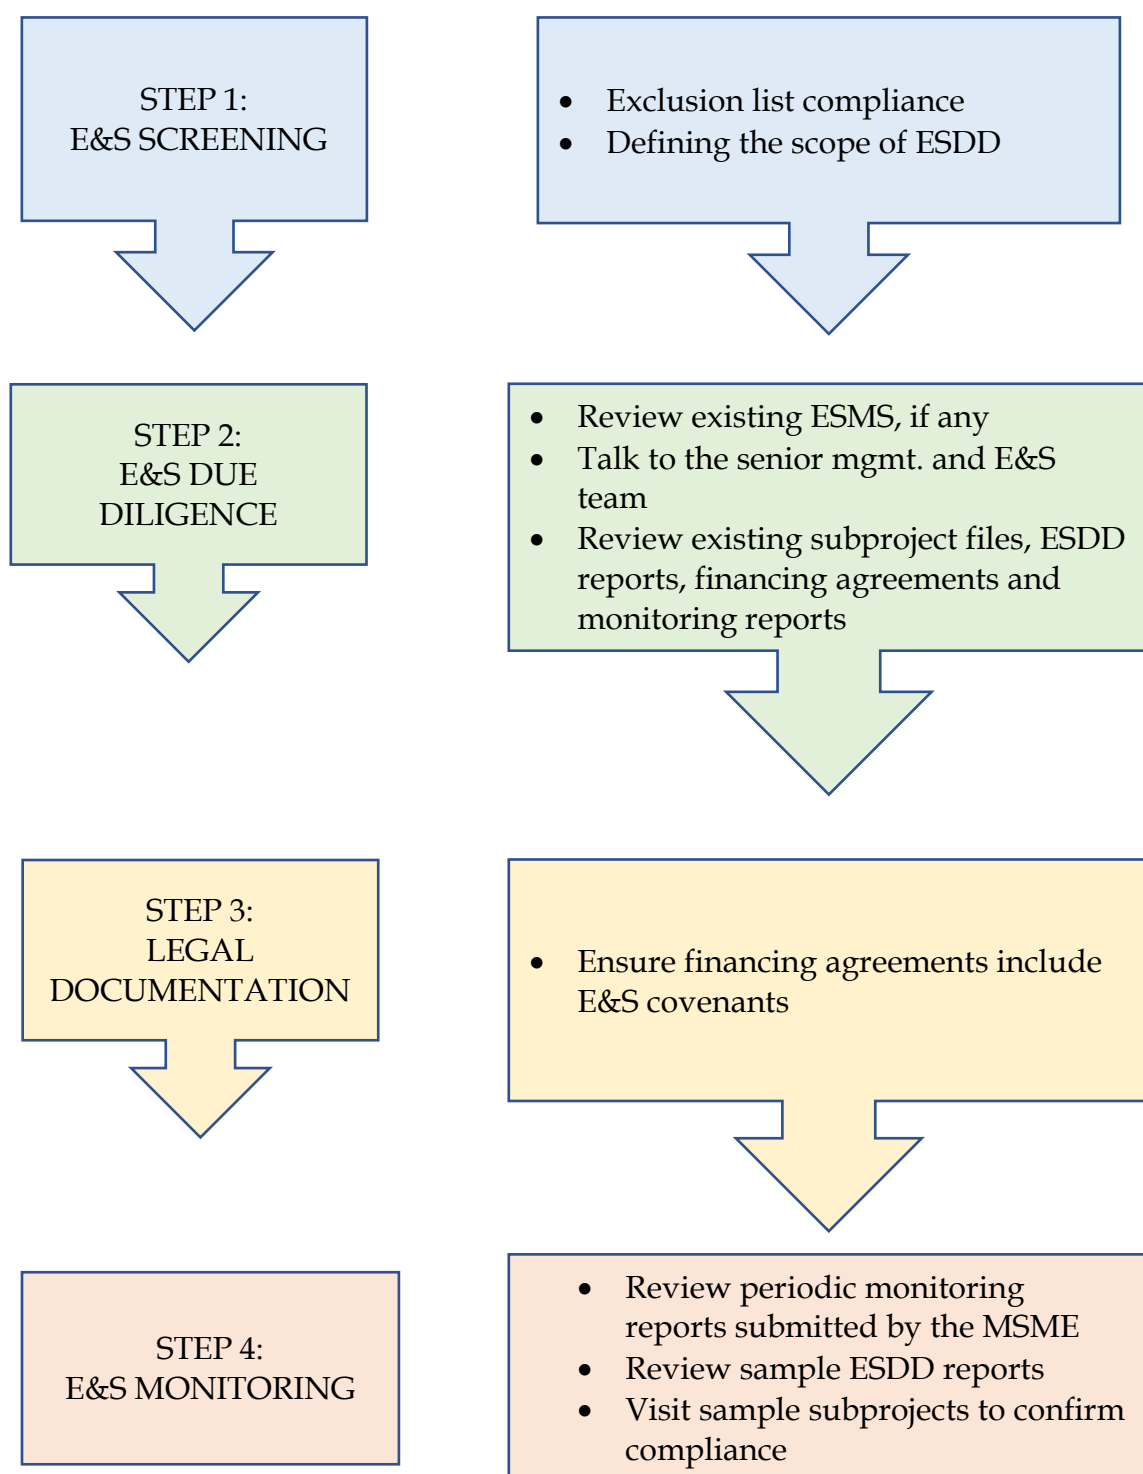 STEP 1:
E&S SCREENING
• Exclusion list compliance
• Defining the scope of ESDD
STEP 2:
E&S DUE
DILIGENCE
• Review existing ESMS, if any
• Talk to the senior mgmt. and E&S
team
• Review existing subproject files, ESDD
reports, financing agreements and
monitoring reports
STEP 3:
LEGAL
DOCUMENTATION
• Ensure financing agreements include
E&S covenants
STEP 4:
E&S MONITORING
• Review periodic monitoring
reports submitted by the MSME
• Review sample ESDD reports
• Visit sample subprojects to confirm
compliance